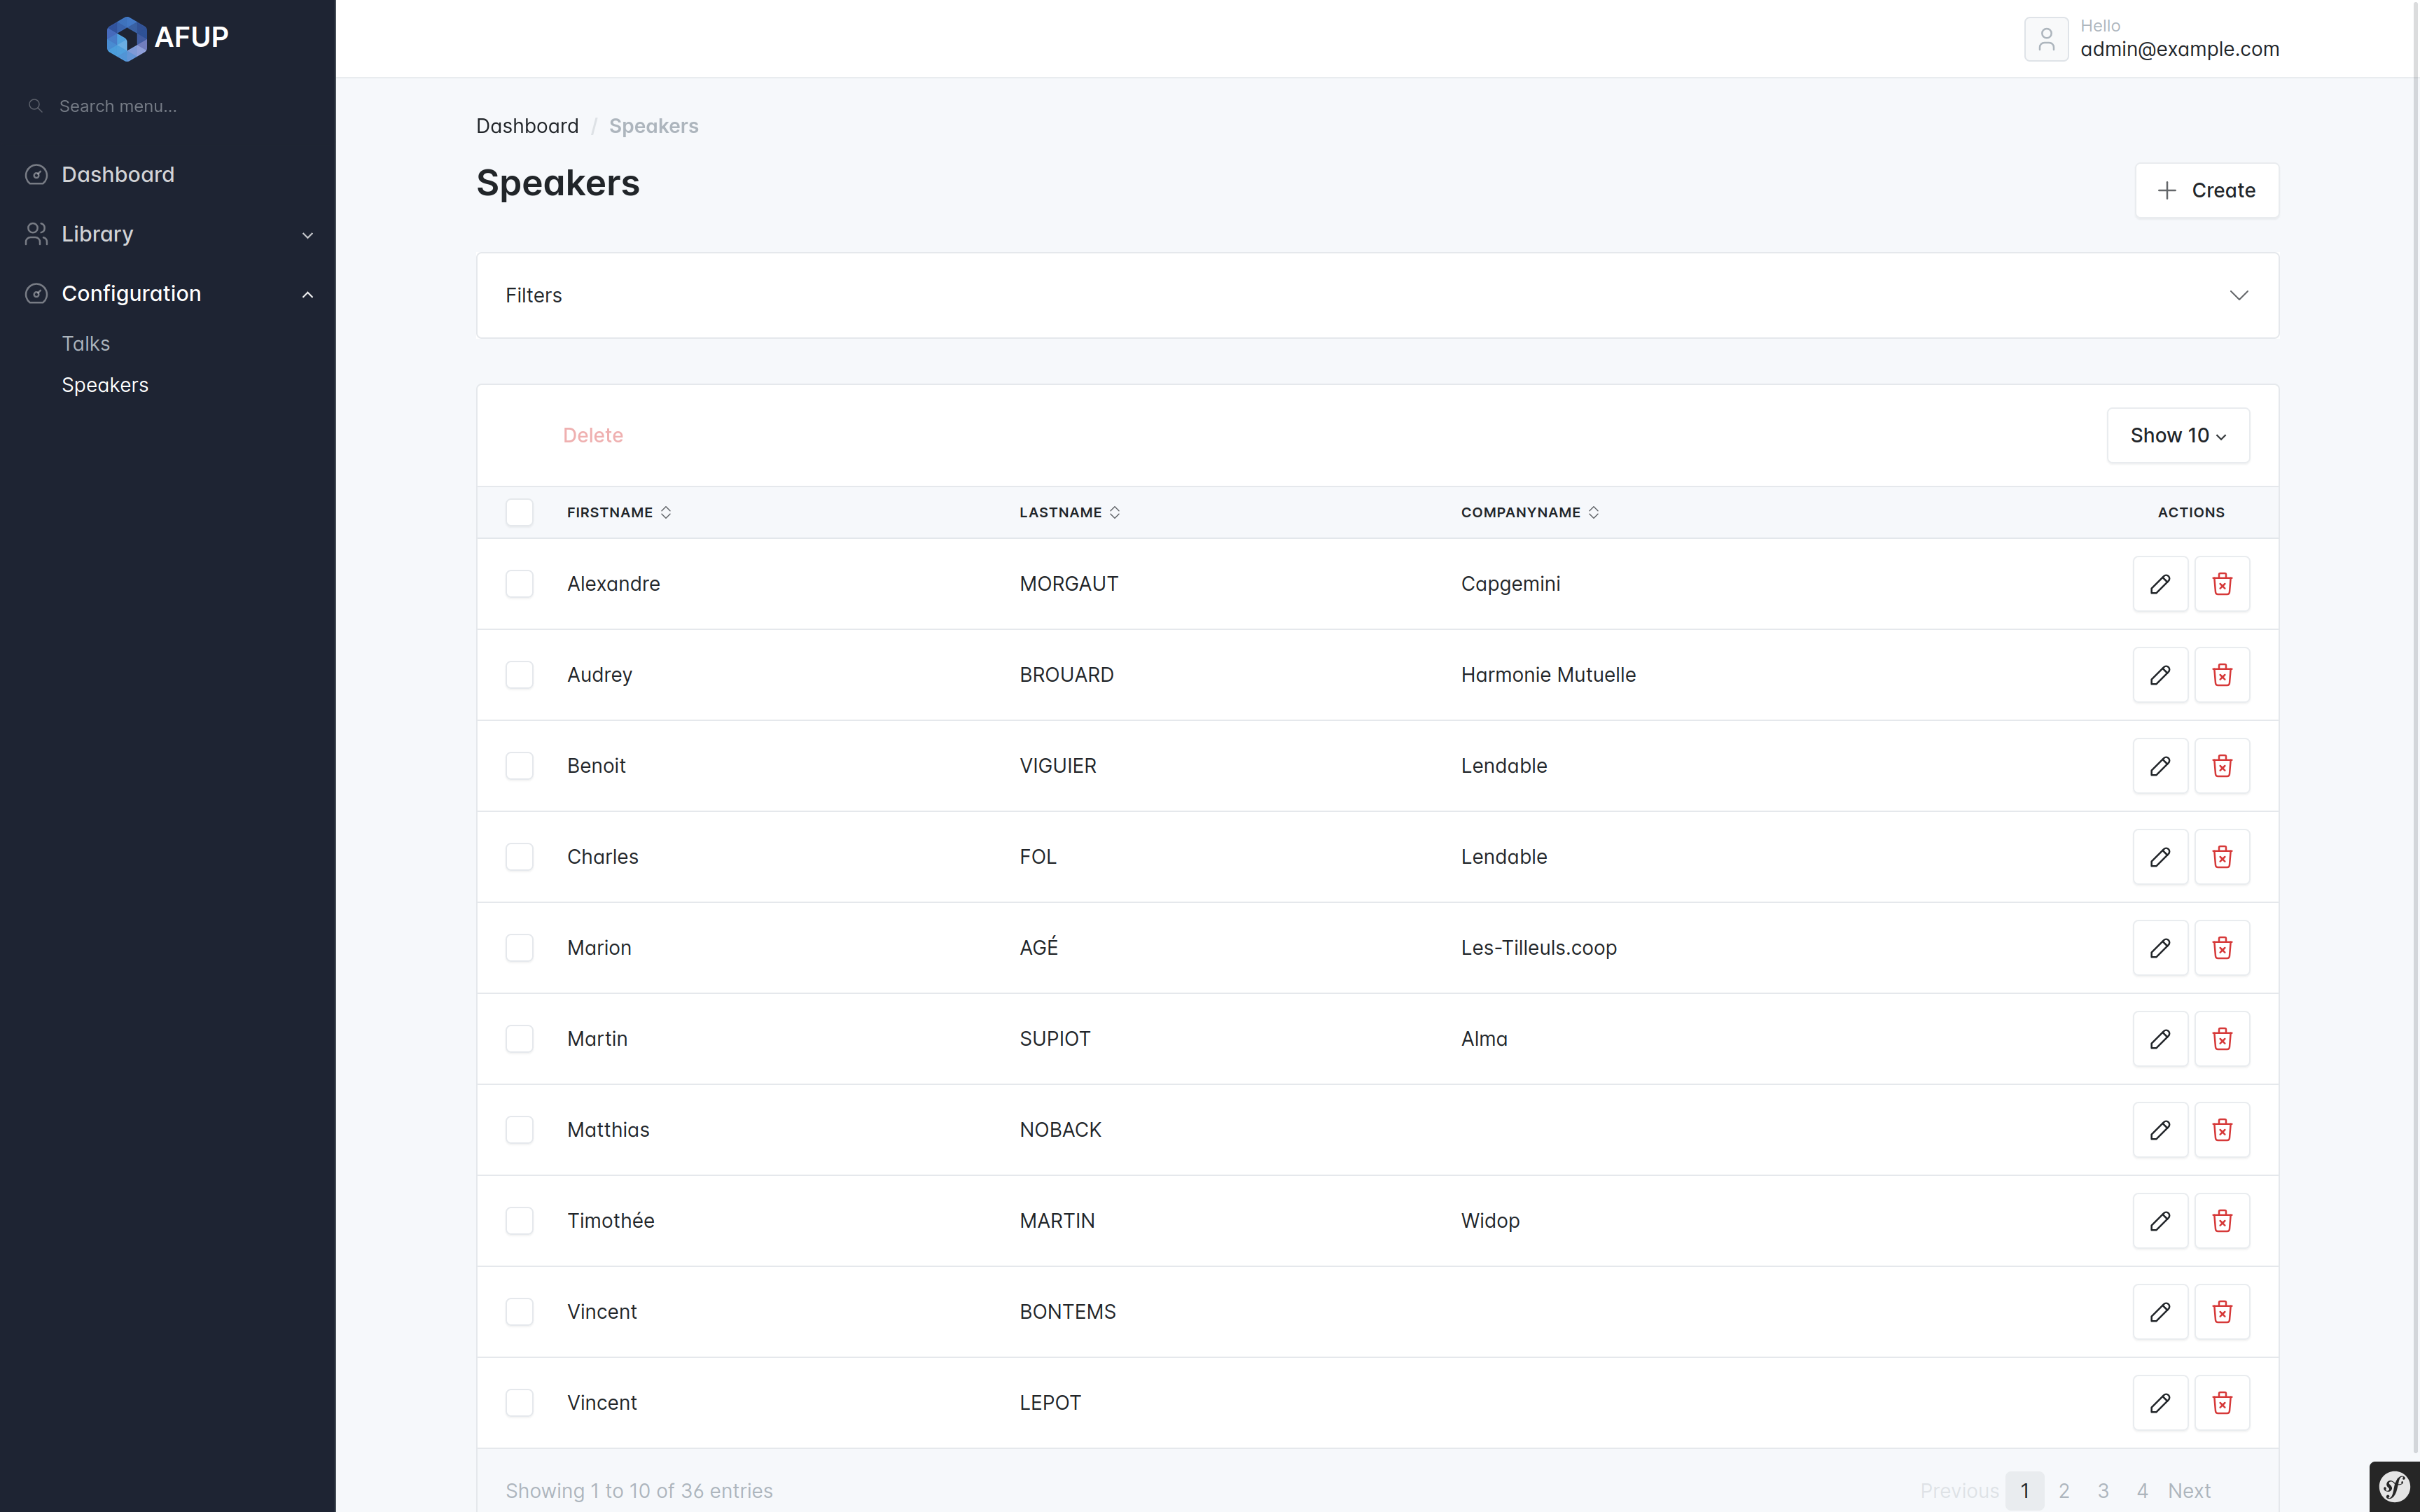 AFUP
Search menu...
Dashboard
Library
Configuration
Talks
Speakers
Hello
admin@example.com
Dashboard / Speakers
Speakers
Create
Filters
Delete
Show 10
FIRSTNAME LASTNAME COMPANYNAME ACTIONS
Alexandre MORGAUT Capgemini
Audrey BROUARD Harmonie Mutuelle
Benoit VIGUIER Lendable
Charles FOL Lendable
Marion AGÉ Les-Tilleuls.coop
Martin SUPIOT Alma
Matthias NOBACK
Timothée MARTIN Widop
Vincent BONTEMS
Vincent LEPOT
Showing 1 to 10 of 36 entries Previous 1 2 3 4 Next
sf